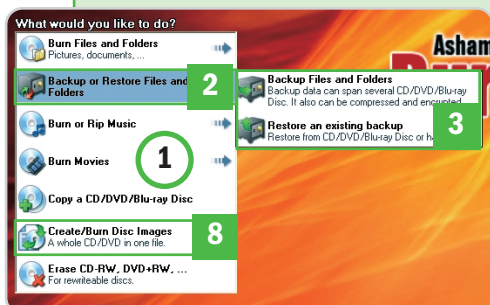 What would you like to do?
Burn Files and Folders
Pictures, documents, ...
Backup or Restore Files and
Folders
2
Backup Files and Folders
Backup data can span several CD/DVD/Blu-ray
Disc. It also can be compressed and encrypted.
Restore an existing backup
Restore from CD/DVD/Blu-ray Disc or
3
Burn or Rip Music
1
Burn Movies
Copy a CD/DVD/Blu-ray Disc
Create/Burn Disc Images
A whole CD/DVD in one file.
8
Erase CD-RW, DVD+RW, ...
For rewriteable discs.
Asham